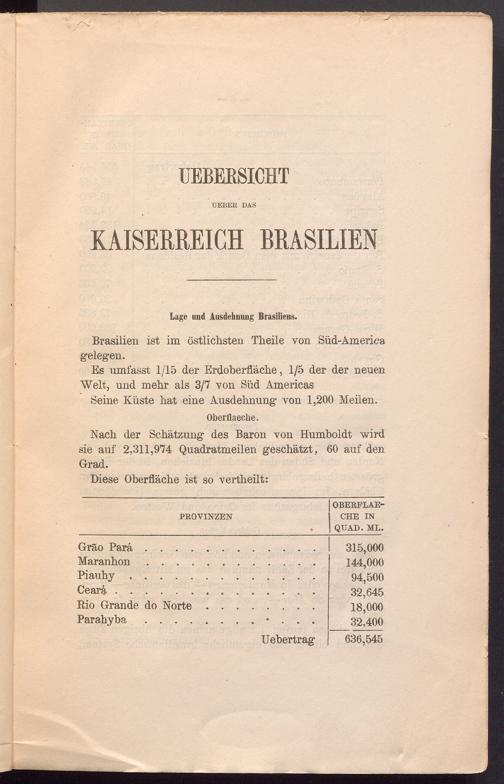 UEBERSICHT
UEBER DAS
KAISERREICH BRASILIEN
Lage und Ausdehnung Brasiliens.
Brasilien ist im östlichsten Theile von Süd-America
gelegen.
Es umfasst 1/15 der Erdoberfläche, 1/5 der der neuen
Welt, und mehr als 3/7 von Süd Americas
Seine Küste hat eine Ausdehnung von 1,200 Meilen.
Oberflaeche.
Nach der Schätzung des Baron von Humboldt wird
sie auf 2,311,974 Quadratmeilen geschätzt, 60 auf den
Grad.
Diese Oberfläche ist so vertheilt:
PROVINZEN
OBERFLAE-
CHE IN
QUAD. ML.
Grão Pará . . . . . . . . . . . . 315,000
Maranhon . . . . . . . . . . . . 144,000
Piauhy . . . . . . . . . . . . . 94,500
Ceará . . . . . . . . . . . . . . 32,645
Rio Grande do Norte . . . . . . . . 18,000
Parahyba . . . . . . . . . . . . 32,400
Uebertrag 636,545